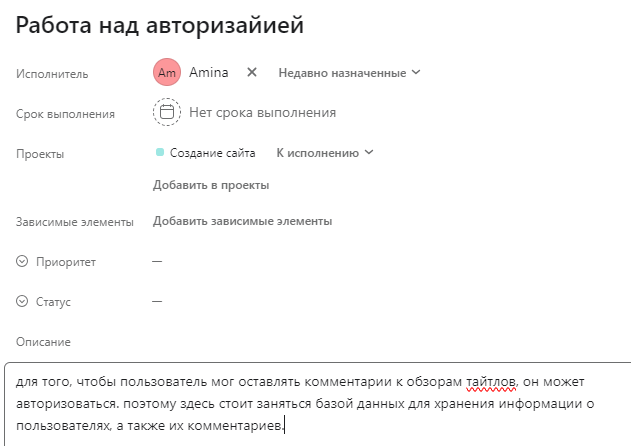 Работа над авторизайией
Исполнитель Am Amina × Недавно назначенные
Срок выполнения Нет срока выполнения
Проекты Создание сайта К исполнению
Добавить в проекты
Зависимые элементы Добавить зависимые элементы
Приоритет —
Статус —
Описание
для того, чтобы пользователь мог оставлять комментарии к обзорам тайтлов, он может
авторизоваться. поэтому здесь стоит заняться базой данных для хранения информации о
пользователях, а также их комментариев.